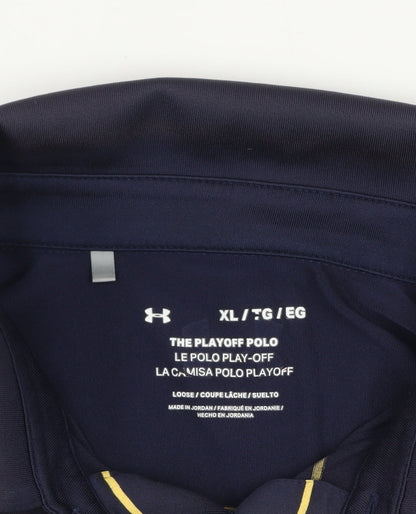 XL / TG / EG
THE PLAYOFF POLO
LE POLO PLAY-OFF
LA CAMISA POLO PLAYOFF
LOOSE / COUPE LÂCHE / SUELTO
MADE IN JORDAN / FABRIQUÉ EN JORDANIE /
HECHO EN JORDANIA